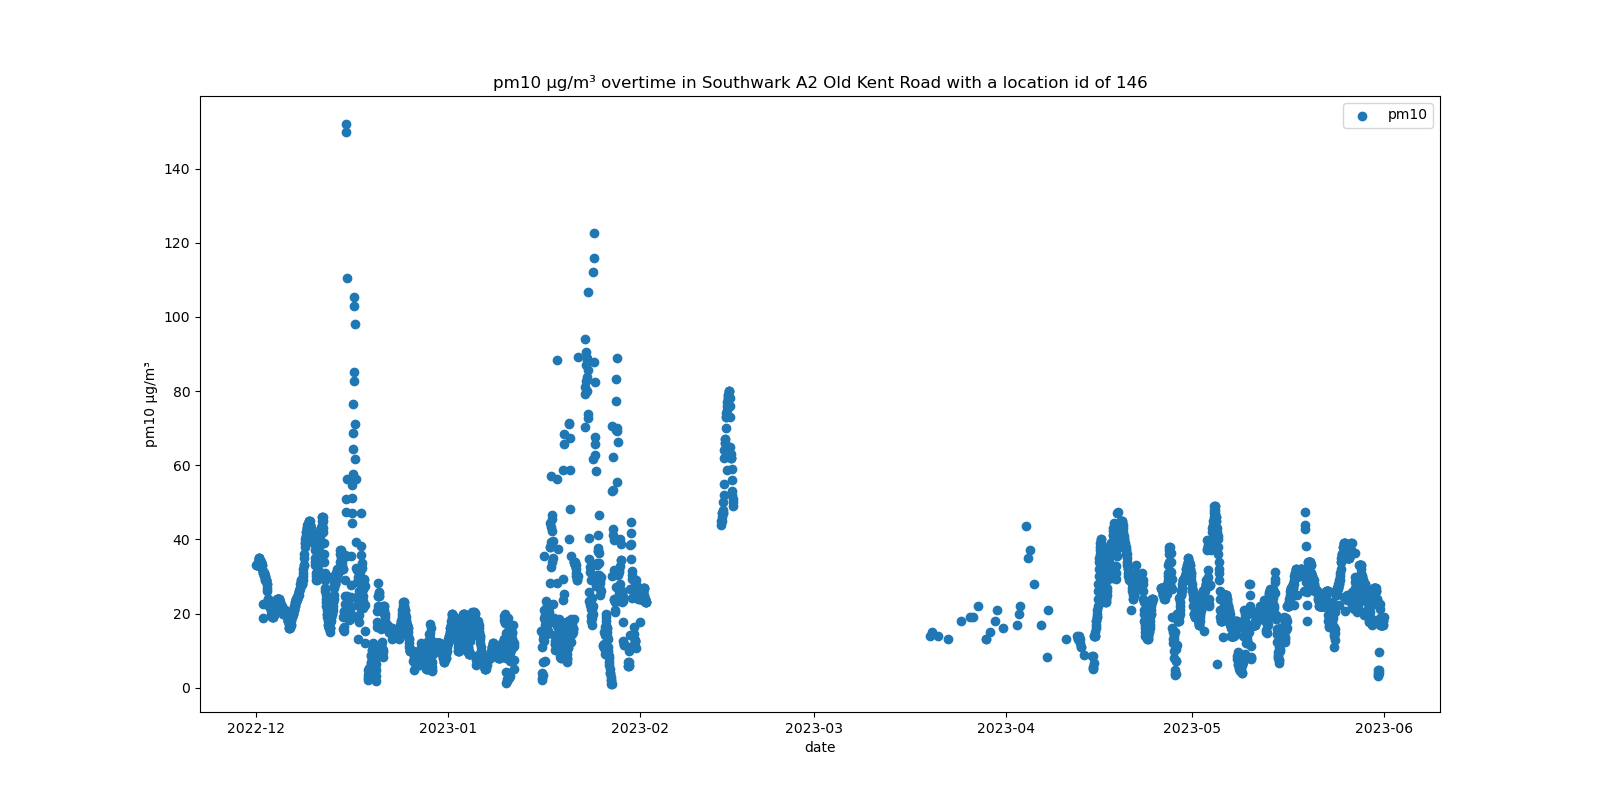 pm10 µg/m³ overtime in Southwark A2 Old Kent Road with a location id of 146
pm10
140
120
100
80
60
40
20
0
pm10 µg/m³
2022-12 2023-01 2023-02 2023-03 2023-04 2023-05 2023-06
date